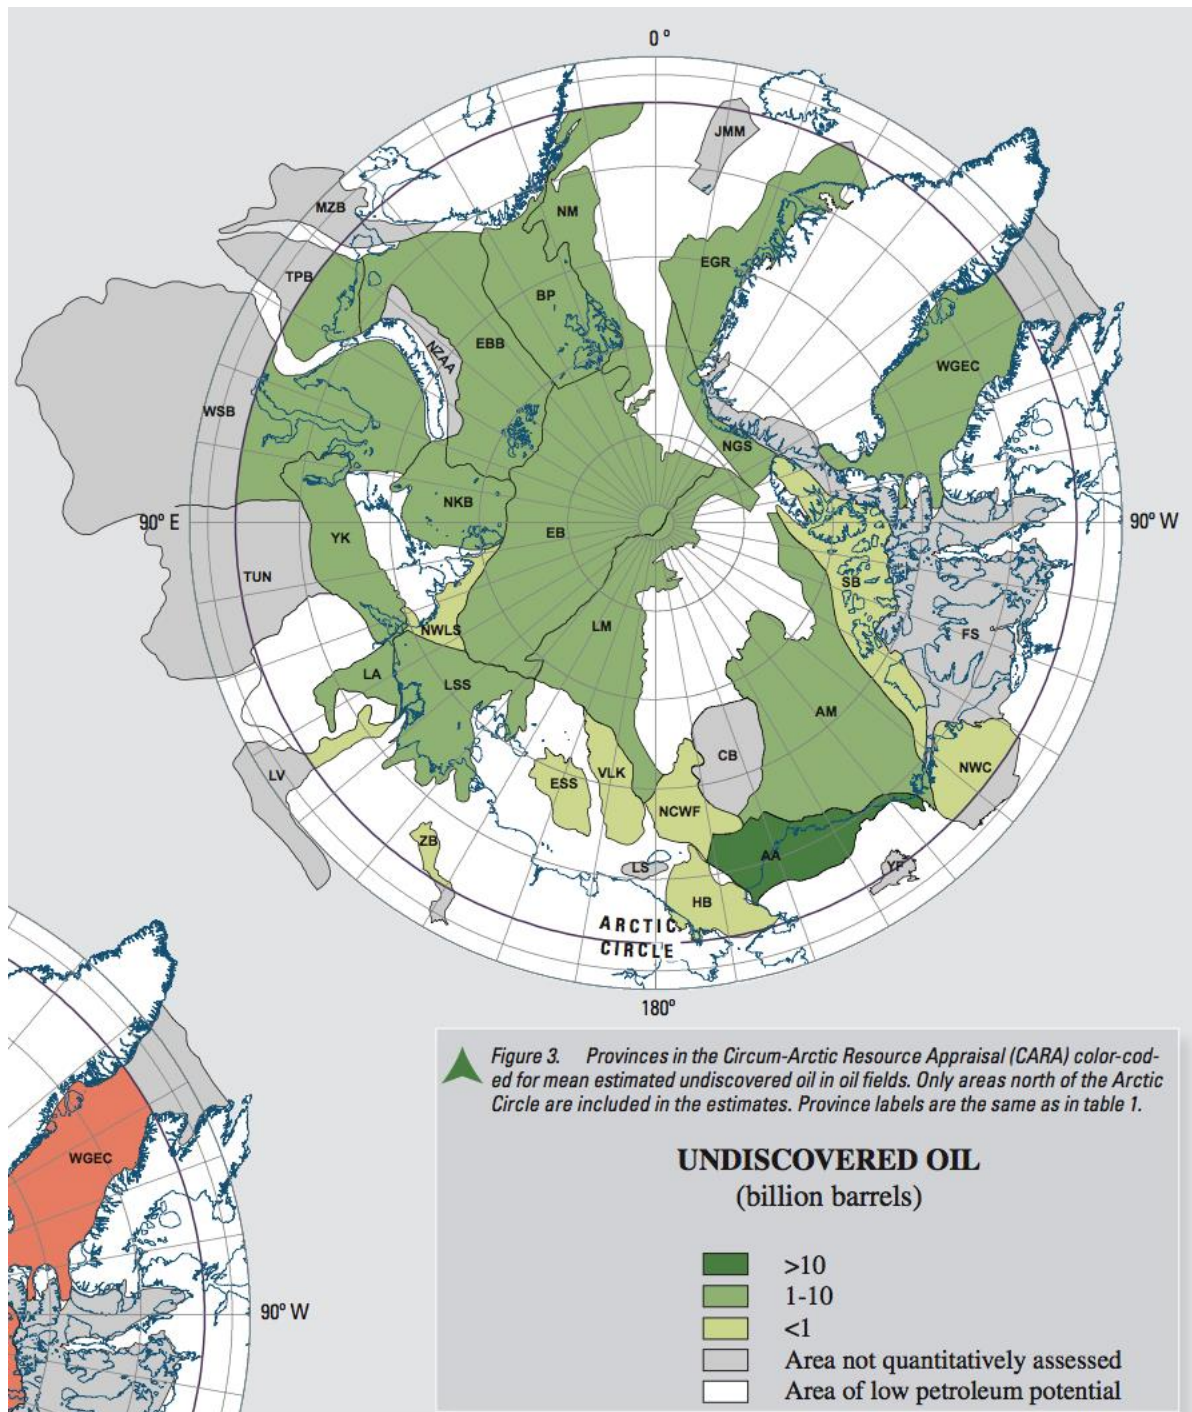 0º
JMM
MZB
NM
EGR
TPB
BP
EBB
NZAA
WGEC
WSB
NGS
NKB
90º E
YK
EB
90º W
TUN
SB
NWLS
LM
FS
LA
LSS
AM
LV
CB
NWC
ESS
VLK
NCWF
ZB
AA
LS
YF
HB
ARCTIC
CIRCLE
180º
WGEC
90º W
Figure 3. Provinces in the Circum-Arctic Resource Appraisal (CARA) color-cod-
ed for mean estimated undiscovered oil in oil fields. Only areas north of the Arctic
Circle are included in the estimates. Province labels are the same as in table 1.
UNDISCOVERED OIL
(billion barrels)
>10
1-10
<1
Area not quantitatively assessed
Area of low petroleum potential